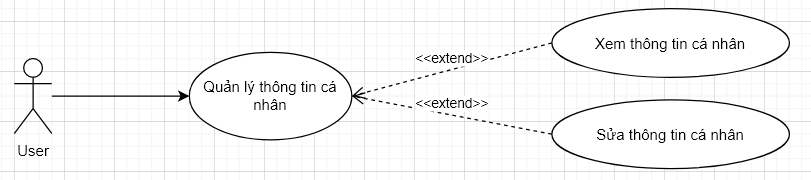 Xem thông tin cá nhân
<<extend>>
Quản lý thông tin cá
nhân
<<extend>>
Sửa thông tin cá nhân
User